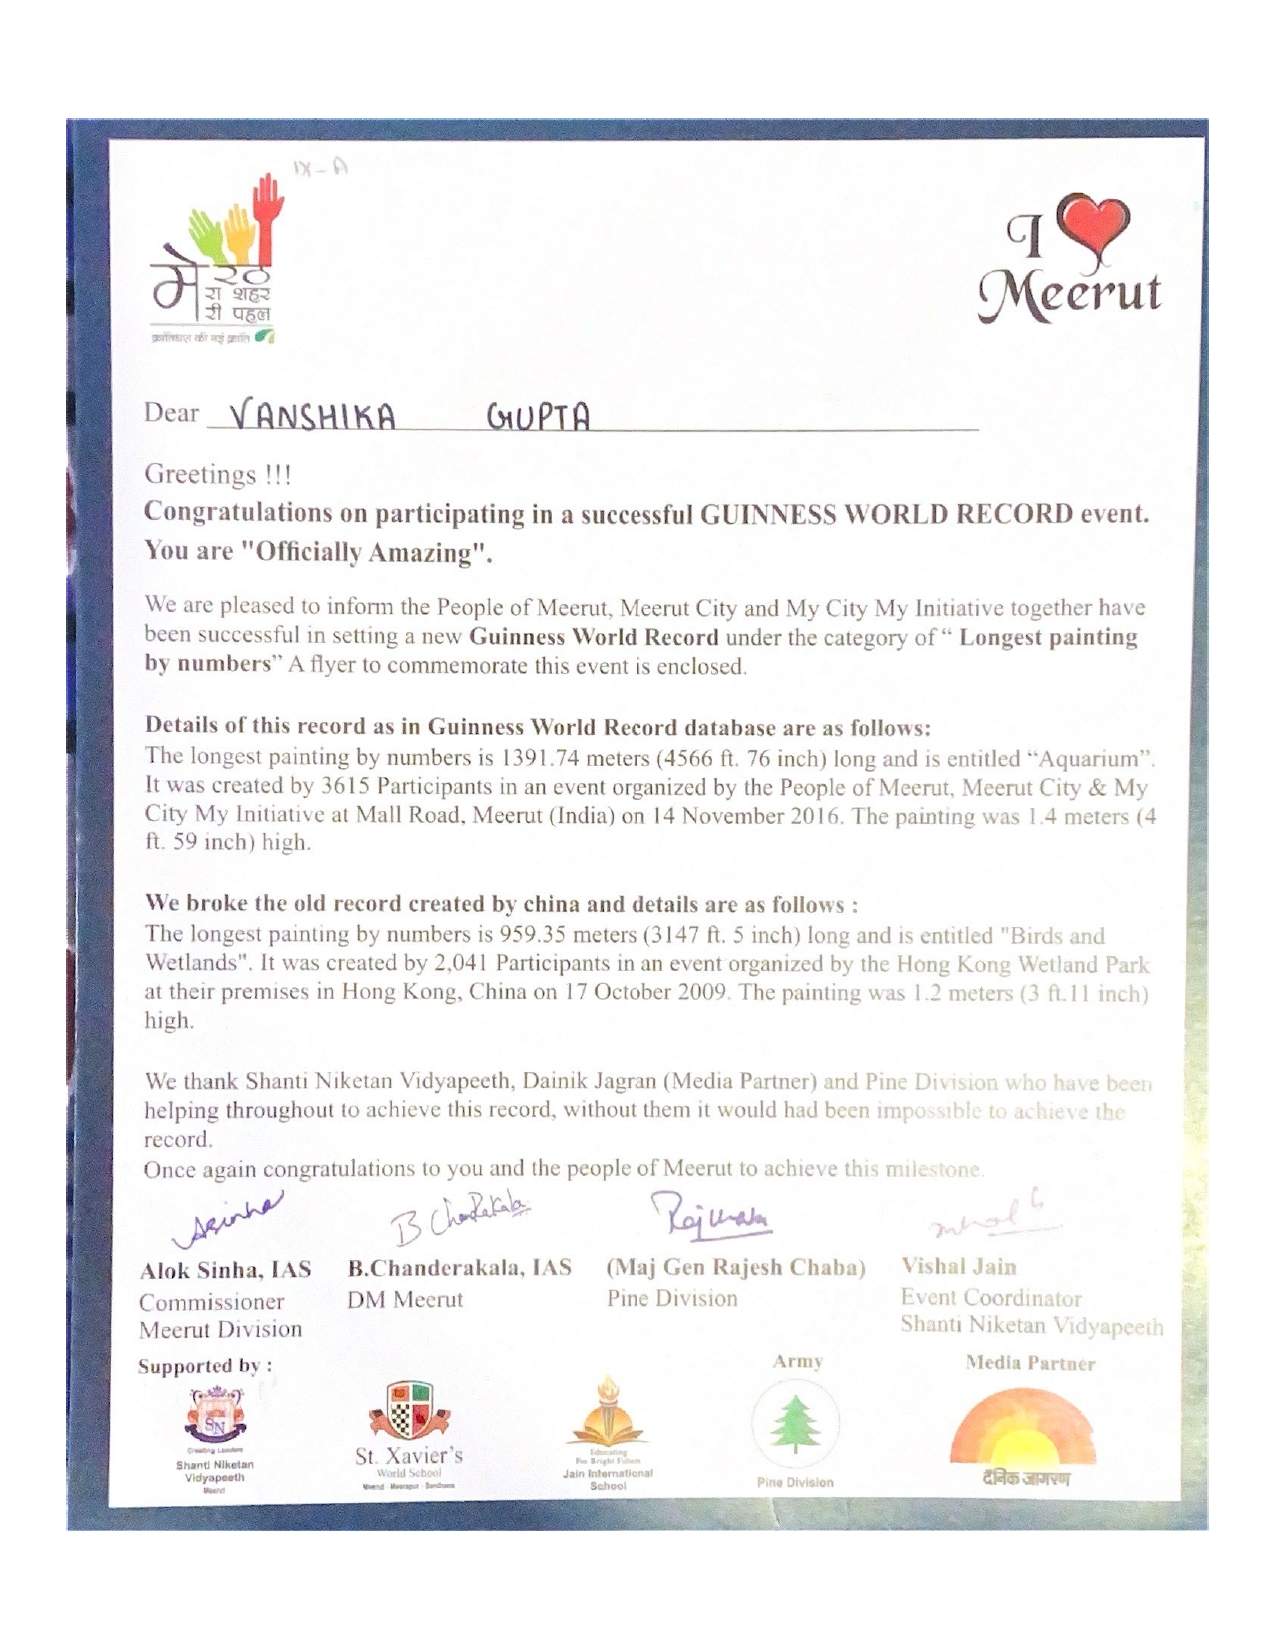 IX-A
मेरठ
रा शहर
री पहल
क्रांतिधरा की नई क्रांति
I
Meerut
Dear VANSHIKA GUPTA
Greetings !!!
Congratulations on participating in a successful GUINNESS WORLD RECORD event.
You are "Officially Amazing".
We are pleased to inform the People of Meerut, Meerut City and My City My Initiative together have
been successful in setting a new Guinness World Record under the category of “ Longest painting
by numbers” A flyer to commemorate this event is enclosed.
Details of this record as in Guinness World Record database are as follows:
The longest painting by numbers is 1391.74 meters (4566 ft. 76 inch) long and is entitled “Aquarium”.
It was created by 3615 Participants in an event organized by the People of Meerut, Meerut City & My
City My Initiative at Mall Road, Meerut (India) on 14 November 2016. The painting was 1.4 meters (4
ft. 59 inch) high.
We broke the old record created by china and details are as follows :
The longest painting by numbers is 959.35 meters (3147 ft. 5 inch) long and is entitled "Birds and
Wetlands". It was created by 2,041 Participants in an event organized by the Hong Kong Wetland Park
at their premises in Hong Kong, China on 17 October 2009. The painting was 1.2 meters (3 ft.11 inch)
high.
We thank Shanti Niketan Vidyapeeth, Dainik Jagran (Media Partner) and Pine Division who have been
helping throughout to achieve this record, without them it would had been impossible to achieve the
record.
Once again congratulations to you and the people of Meerut to achieve this milestone.
Asinha B Chandrakala
Alok Sinha, IAS B.Chanderakala, IAS (Maj Gen Rajesh Chaba) Vishal Jain
Commissioner DM Meerut Pine Division Event Coordinator
Meerut Division Shanti Niketan Vidyapeeth
Supported by : Army Media Partner
SN
Creating Leaders
Shanti Niketan
Vidyapeeth
Meerut
St. Xavier's
World School
Meerut - Meerapur - Sardhana
Educating
For Bright Future
Jain International
School
Pine Division
दैनिक जागरण